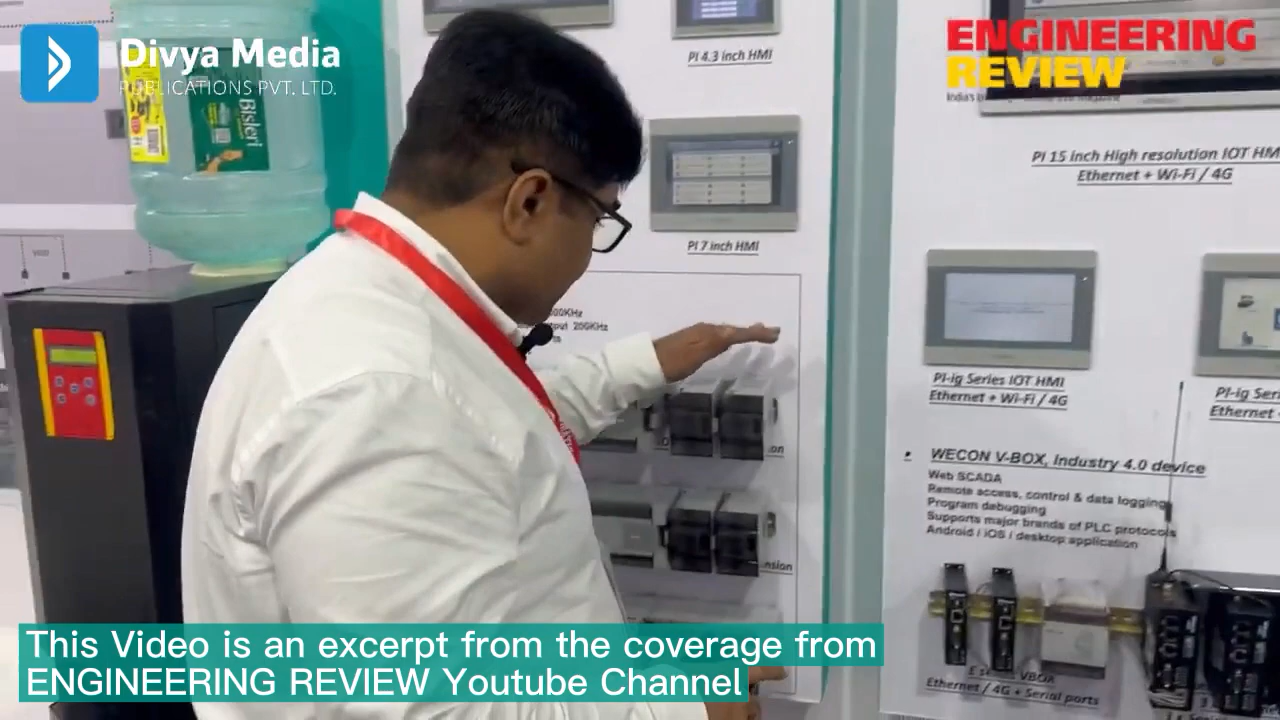 Divya Media
PUBLICATIONS PVT. LTD.
Bisleri
ENGINEERING
REVIEW
PI 4.3 inch HMI
PI 7 inch HMI
PI 15 inch High resolution IOT HM
Ethernet + Wi-Fi / 4G
200KHz
PI-ig Series IOT HMI
Ethernet + Wi-Fi / 4G
PI-ig Ser
Ethernet
WECON V-BOX, Industry 4.0 device
Web SCADA
Remote access, control & data logging
Program debugging
Supports major brands of PLC protocols
Android / iOS / desktop application
VBOX
Ethernet / 4G + Serial ports
This Video is an excerpt from the coverage from
ENGINEERING REVIEW Youtube Channel